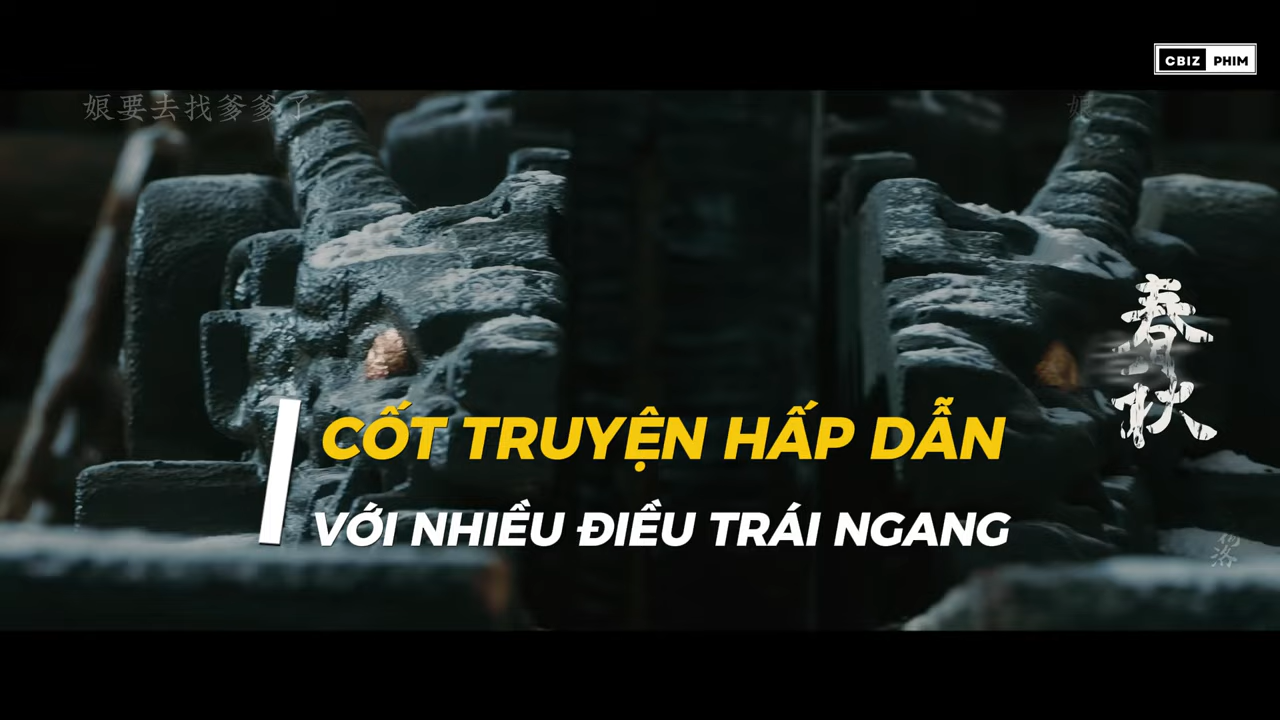 CBIZ PHIM
娘要去找爹爹了
娘
春秋
CỐT TRUYỆN HẤP DẪN
VỚI NHIỀU ĐIỀU TRÁI NGANG